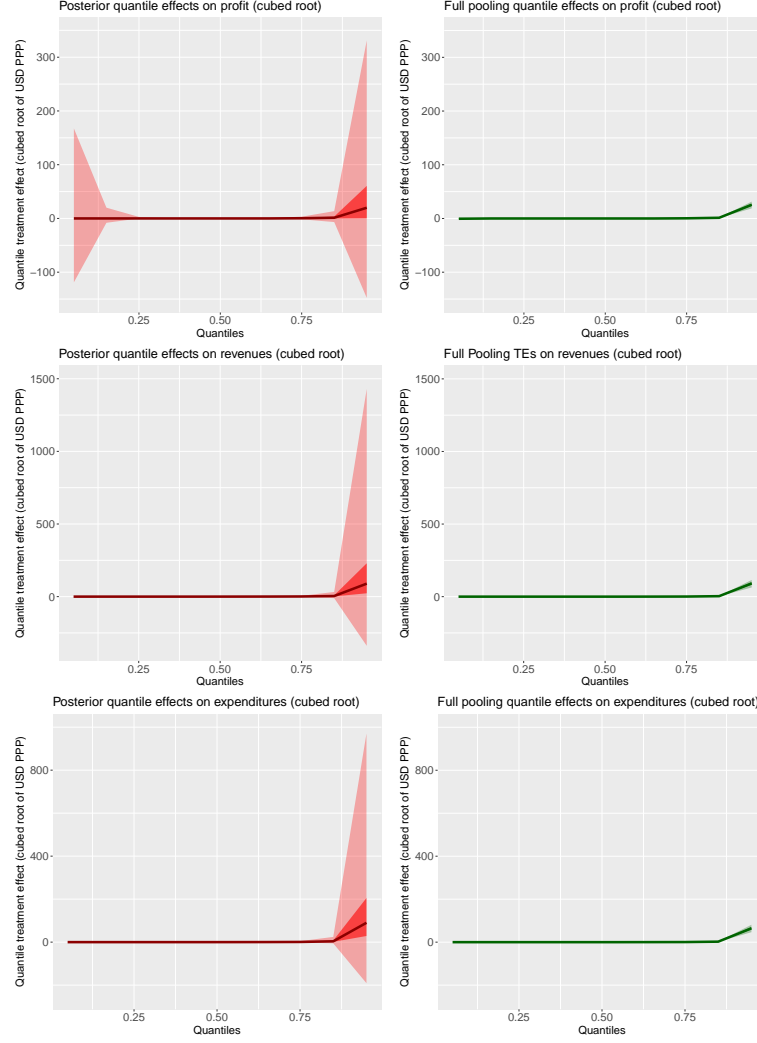 Posterior quantile effects on profit (cubed root)
Quantile treatment effect (cubed root of USD PPP)
300
200
100
0
−100
0.25 0.50 0.75
Quantiles
Full pooling quantile effects on profit (cubed root)
Quantile treatment effect (cubed root of USD PPP)
300
200
100
0
−100
0.25 0.50 0.75
Quantiles
Posterior quantile effects on revenues (cubed root)
Quantile treatment effect (cubed root of USD PPP)
1500
1000
500
0
0.25 0.50 0.75
Quantiles
Full Pooling TEs on revenues (cubed root)
Quantile treatment effect (cubed root of USD PPP)
1500
1000
500
0
0.25 0.50 0.75
Quantiles
Posterior quantile effects on expenditures (cubed root)
Quantile treatment effect (cubed root of USD PPP)
800
400
0
0.25 0.50 0.75
Quantiles
Full pooling quantile effects on expenditures (cubed root)
Quantile treatment effect (cubed root of USD PPP)
800
400
0
0.25 0.50 0.75
Quantiles